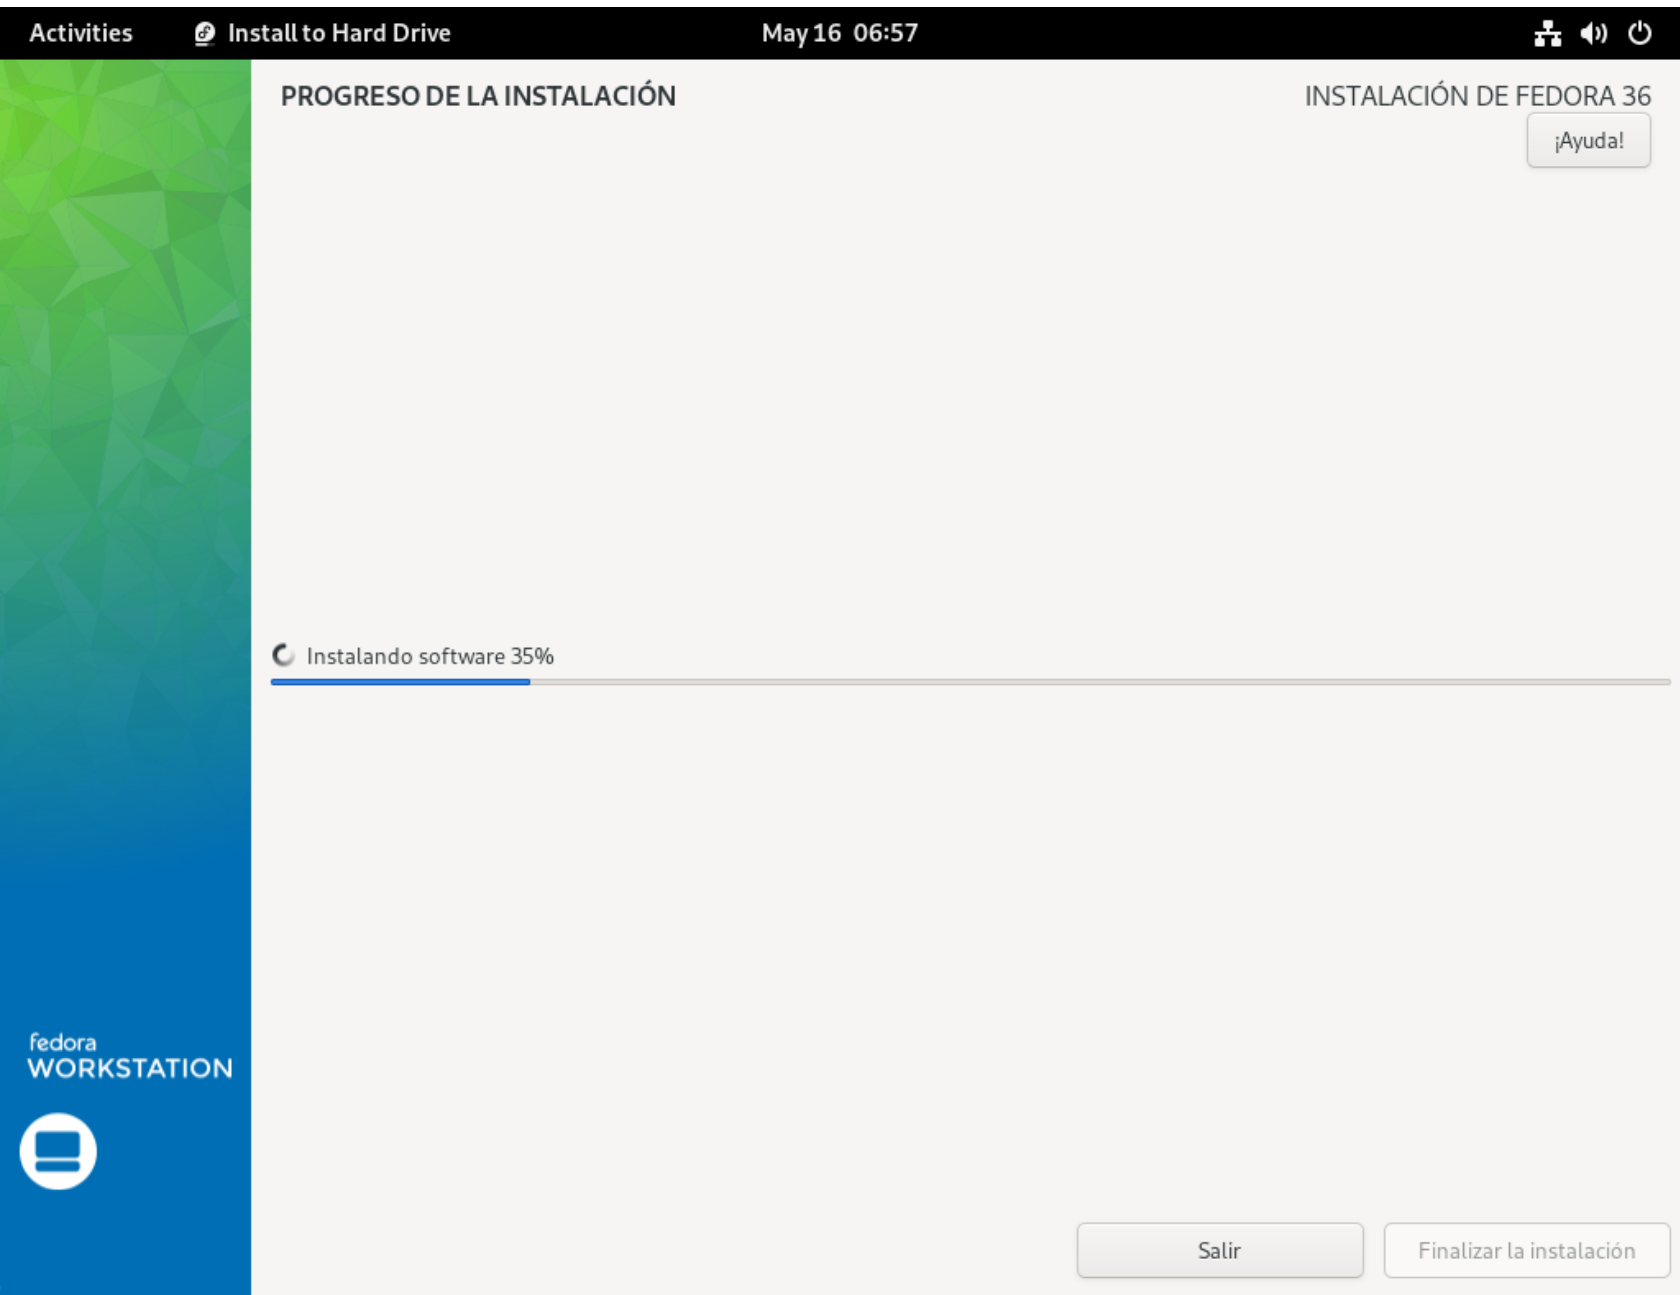 Activities Install to Hard Drive May 16 06:57
PROGRESO DE LA INSTALACIÓN
INSTALACIÓN DE FEDORA 36
¡Ayuda!
Instalando software 35%
fedora
WORKSTATION
Salir
Finalizar la instalación